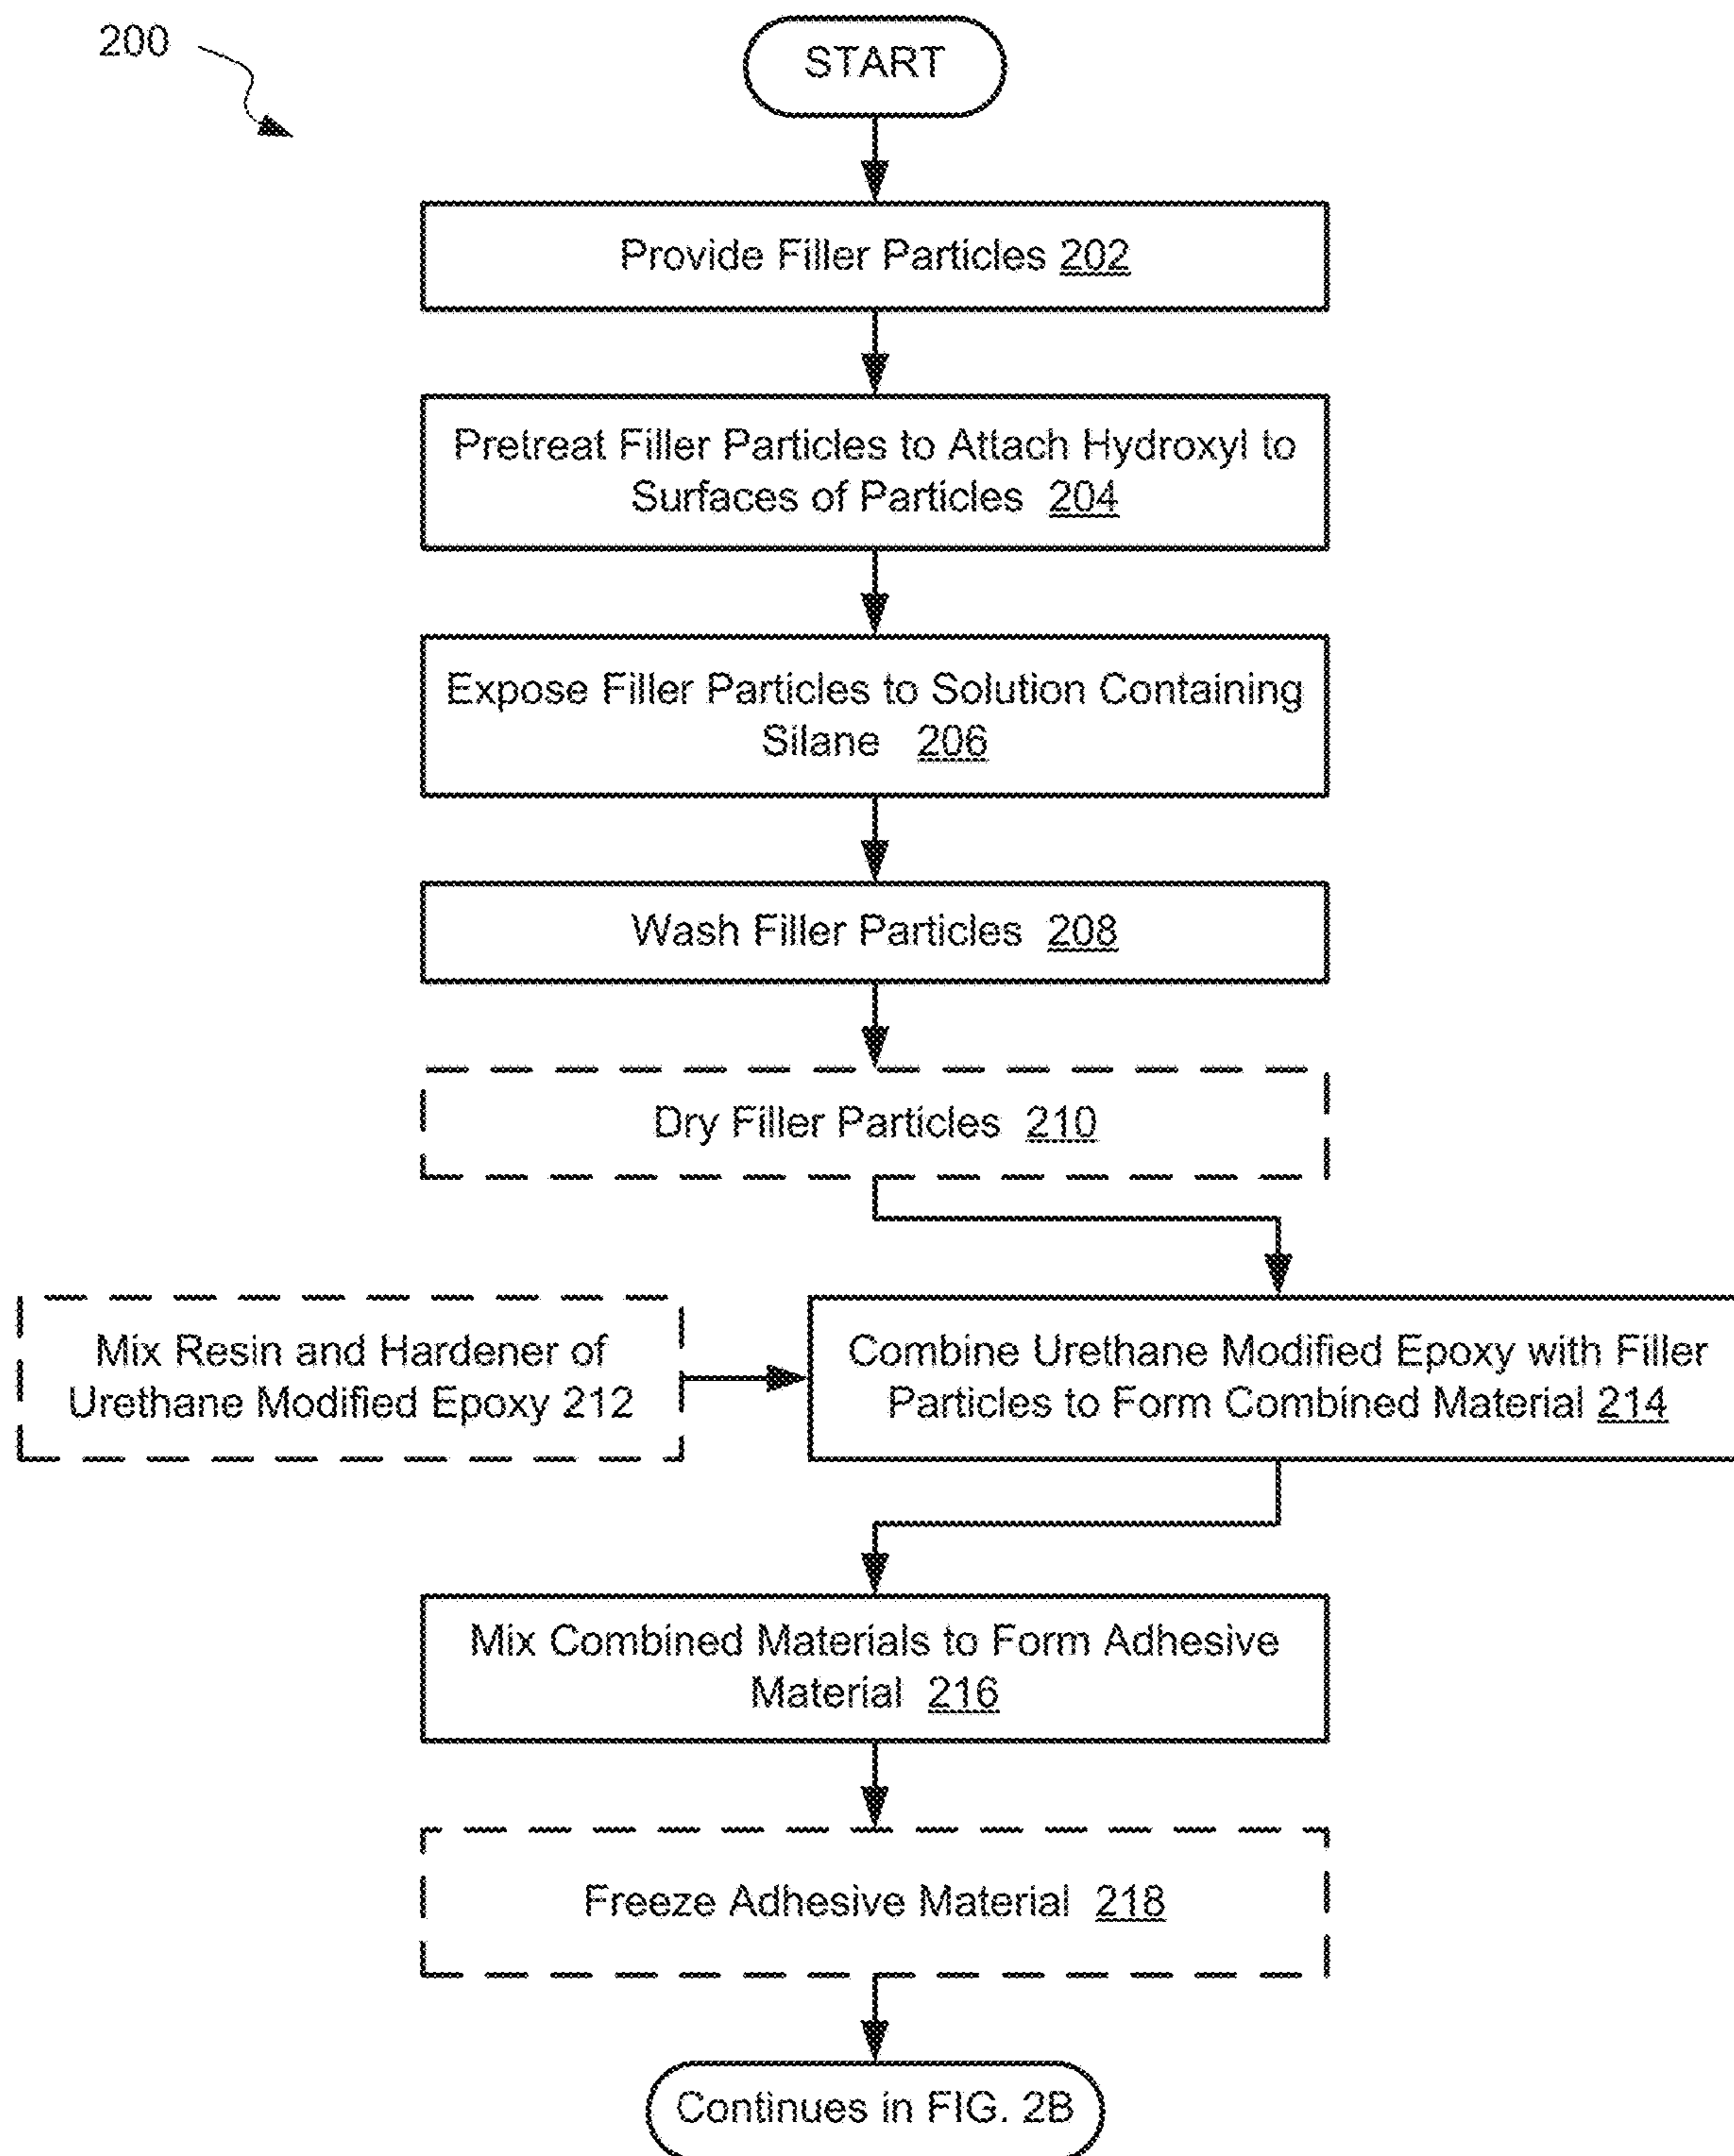 200
START
Provide Filler Particles 202
Pretreat Filler Particles to Attach Hydroxyl to
Surfaces of Particles 204
Expose Filler Particles to Solution Containing
Silane 206
Wash Filler Particles 208
Dry Filler Particles 210
Mix Resin and Hardener of
Urethane Modified Epoxy 212
Combine Urethane Modified Epoxy with Filler
Particles to Form Combined Material 214
Mix Combined Materials to Form Adhesive
Material 216
Freeze Adhesive Material 218
Continues in FIG. 2B